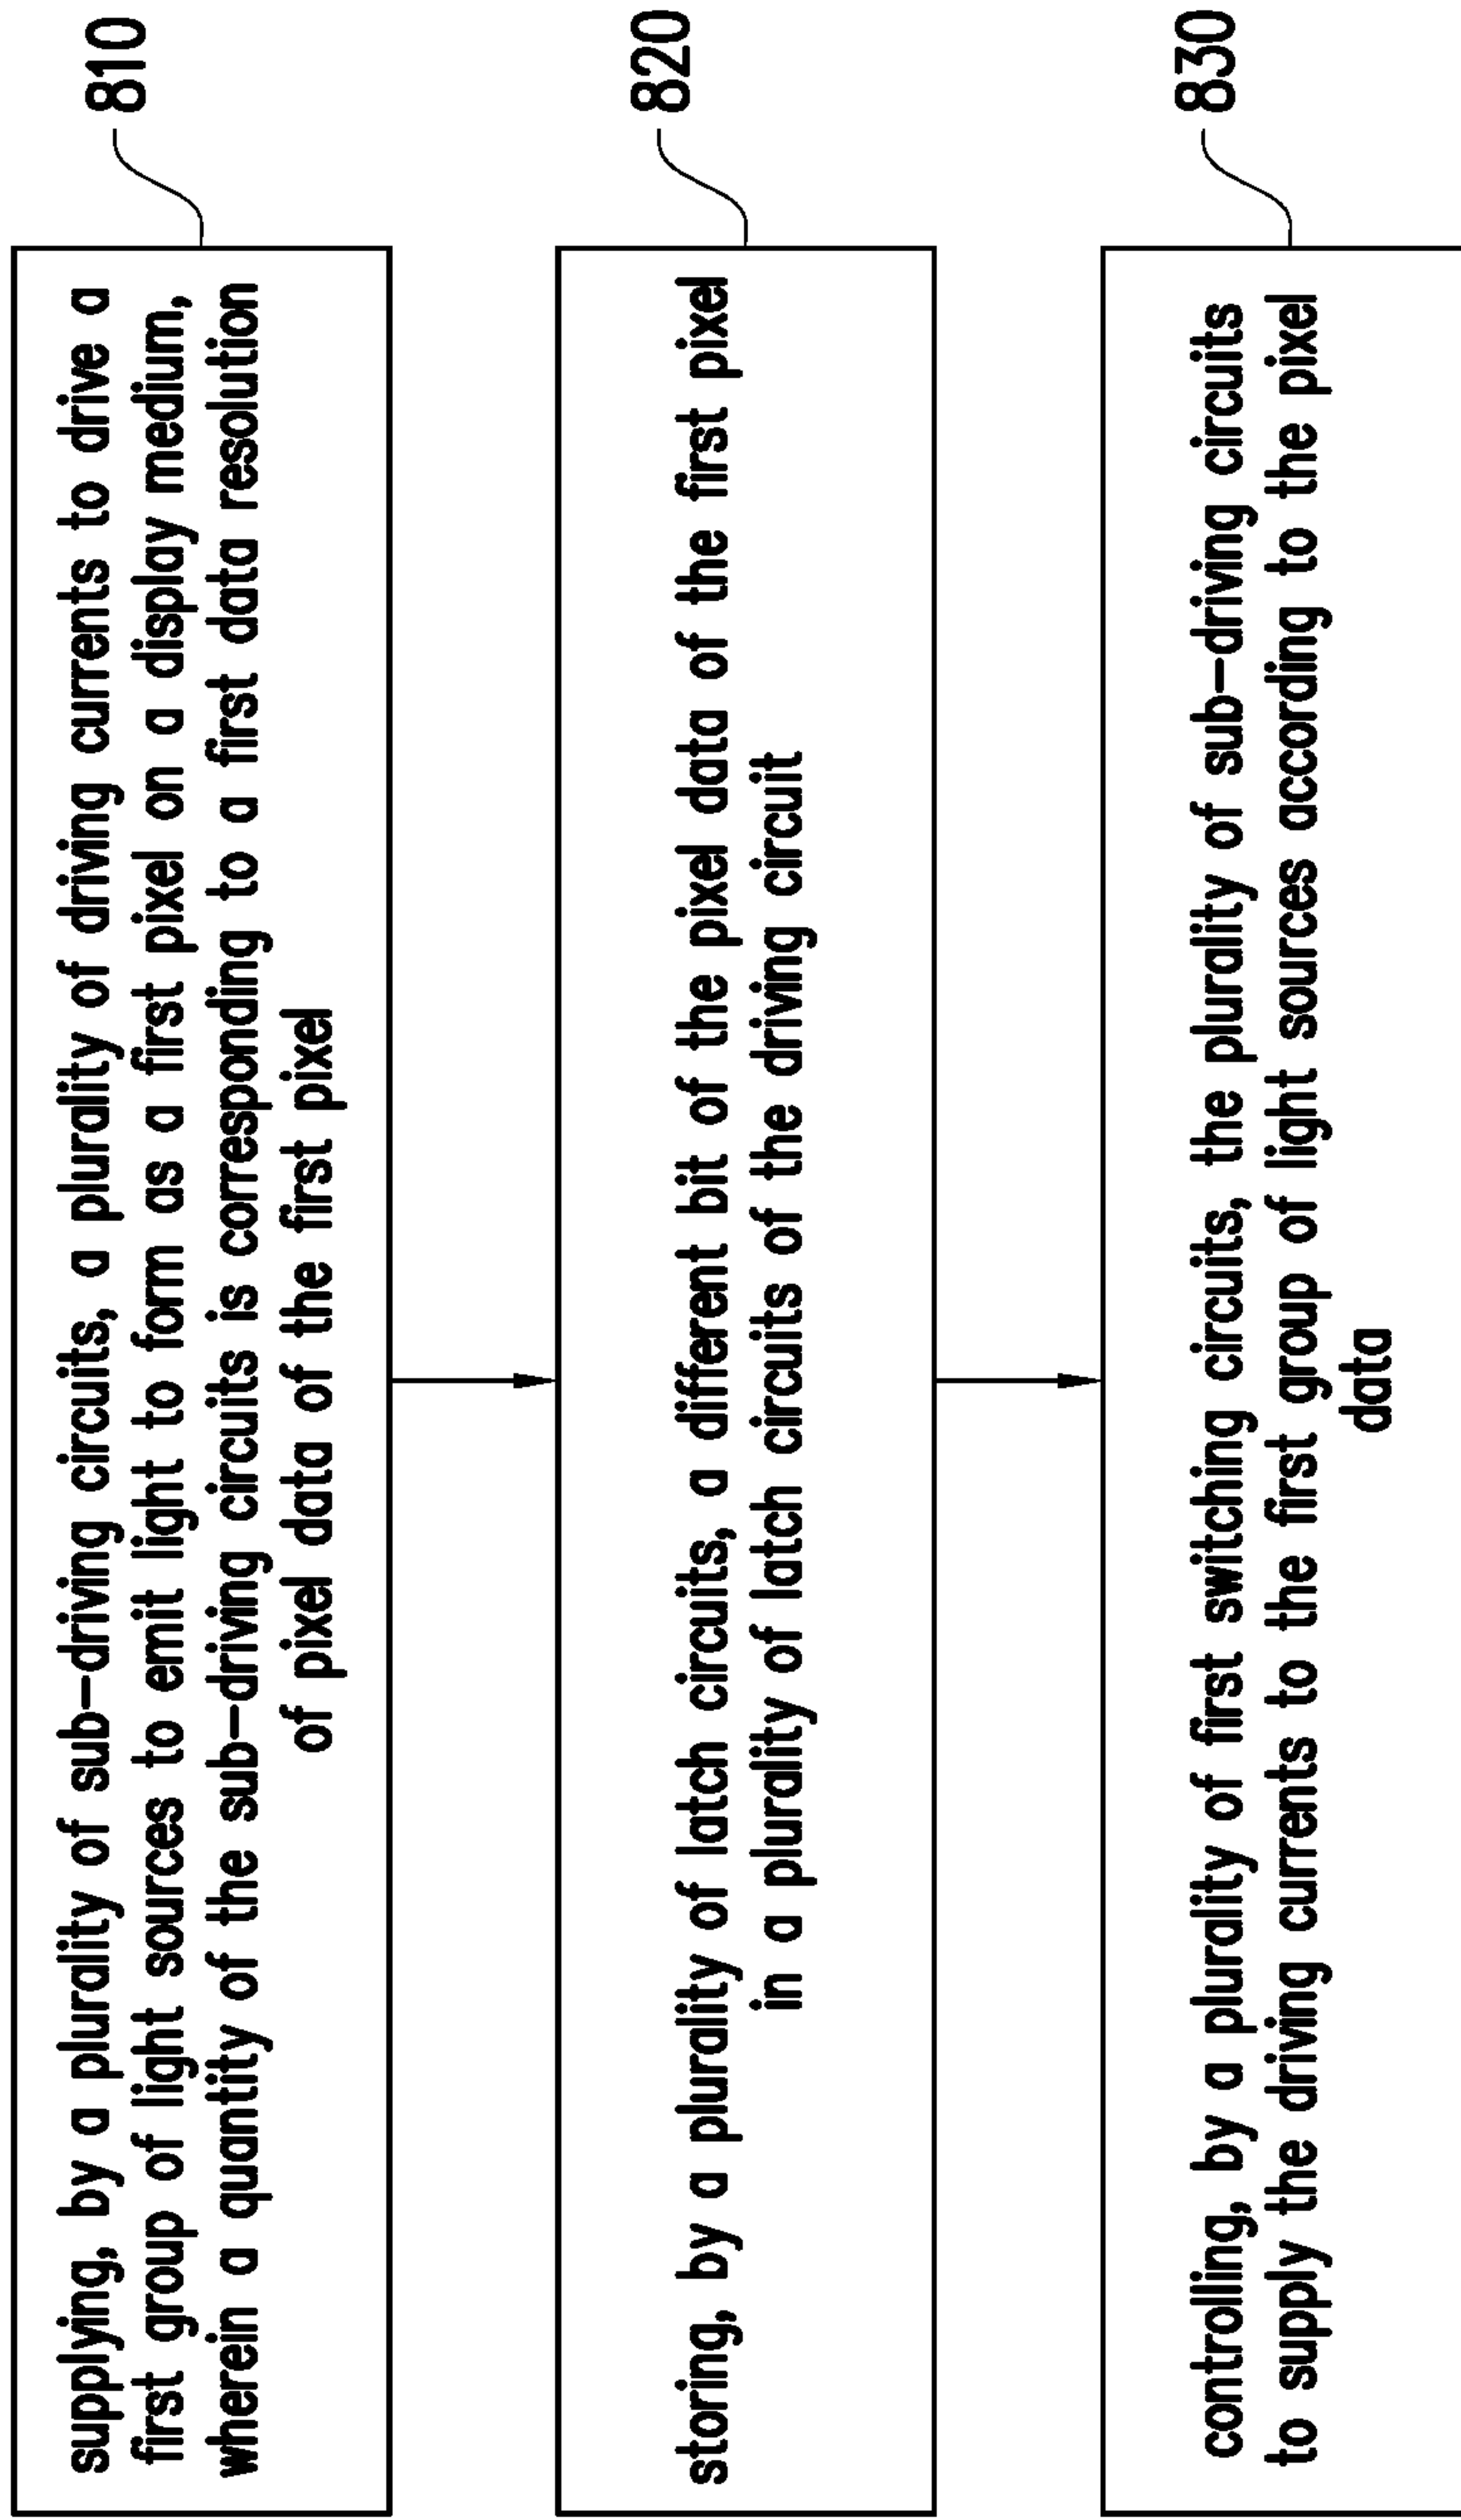 supplying, by a plurality of sub-driving circuits, a plurality of driving currents to drive a
first group of light sources to emit light to form as a first pixel on a display medium,
wherein a quantity of the sub-driving circuits is corresponding to a first data resolution
of pixel data of the first pixel
810
storing, by a plurality of latch circuits, a different bit of the pixel data of the first pixel
in a plurality of latch circuits of the driving circuit
820
controlling, by a plurality of first switching circuits, the plurality of sub-driving circuits
to supply the driving currents to the first group of light sources according to the pixel
data
830